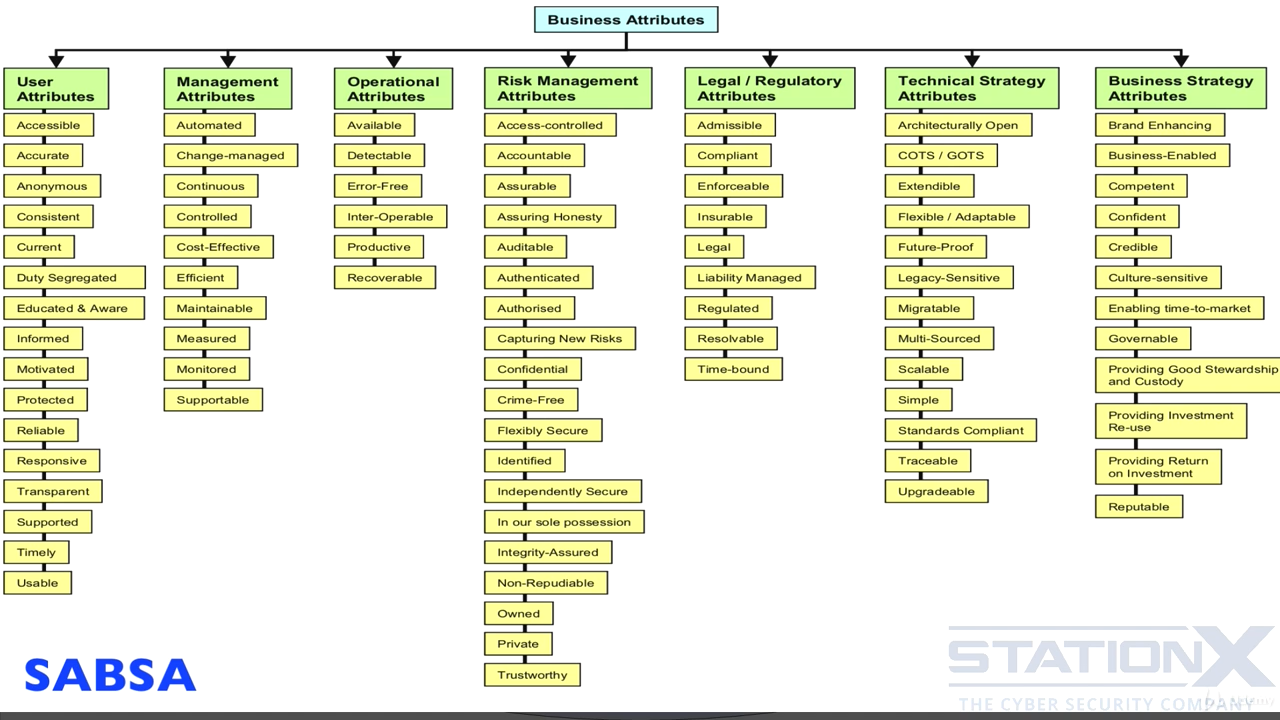 Business Attributes
User
Attributes
Accessible
Accurate
Anonymous
Consistent
Current
Duty Segregated
Educated & Aware
Informed
Motivated
Protected
Reliable
Responsive
Transparent
Supported
Timely
Usable
Management
Attributes
Automated
Change-managed
Continuous
Controlled
Cost-Effective
Efficient
Maintainable
Measured
Monitored
Supportable
Operational
Attributes
Available
Detectable
Error-Free
Inter-Operable
Productive
Recoverable
Risk Management
Attributes
Access-controlled
Accountable
Assurable
Assuring Honesty
Auditable
Authenticated
Authorised
Capturing New Risks
Confidential
Crime-Free
Flexibly Secure
Identified
Independently Secure
In our sole possession
Integrity-Assured
Non-Repudiable
Owned
Private
Trustworthy
Legal / Regulatory
Attributes
Admissible
Compliant
Enforceable
Insurable
Legal
Liability Managed
Regulated
Resolvable
Time-bound
Technical Strategy
Attributes
Architecturally Open
COTS / GOTS
Extendible
Flexible / Adaptable
Future-Proof
Legacy-Sensitive
Migratable
Multi-Sourced
Scalable
Simple
Standards Compliant
Traceable
Upgradeable
Business Strategy
Attributes
Brand Enhancing
Business-Enabled
Competent
Confident
Credible
Culture-sensitive
Enabling time-to-market
Governable
Providing Good Stewardship
and Custody
Providing Investment
Re-use
Providing Return
on Investment
Reputable
SABSA
STATIONX
THE CYBER SECURITY COMPANY